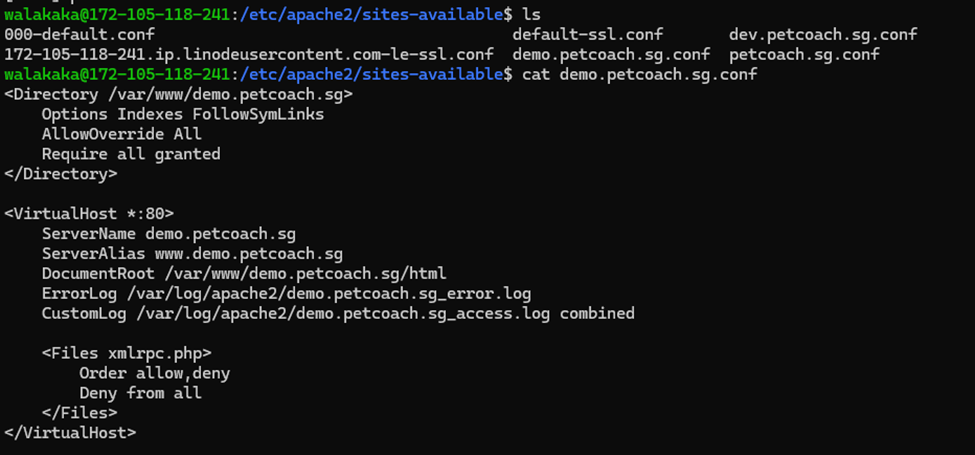 walakaka@172-105-118-241:/etc/apache2/sites-available$ ls
000-default.conf default-ssl.conf dev.petcoach.sg.conf
172-105-118-241.ip.linodeusercontent.com-le-ssl.conf demo.petcoach.sg.conf petcoach.sg.conf
walakaka@172-105-118-241:/etc/apache2/sites-available$ cat demo.petcoach.sg.conf
<Directory /var/www/demo.petcoach.sg>
    Options Indexes FollowSymLinks
    AllowOverride All
    Require all granted
</Directory>

<VirtualHost *:80>
    ServerName demo.petcoach.sg
    ServerAlias www.demo.petcoach.sg
    DocumentRoot /var/www/demo.petcoach.sg/html
    ErrorLog /var/log/apache2/demo.petcoach.sg_error.log
    CustomLog /var/log/apache2/demo.petcoach.sg_access.log combined

    <Files xmlrpc.php>
        Order allow,deny
        Deny from all
    </Files>
</VirtualHost>